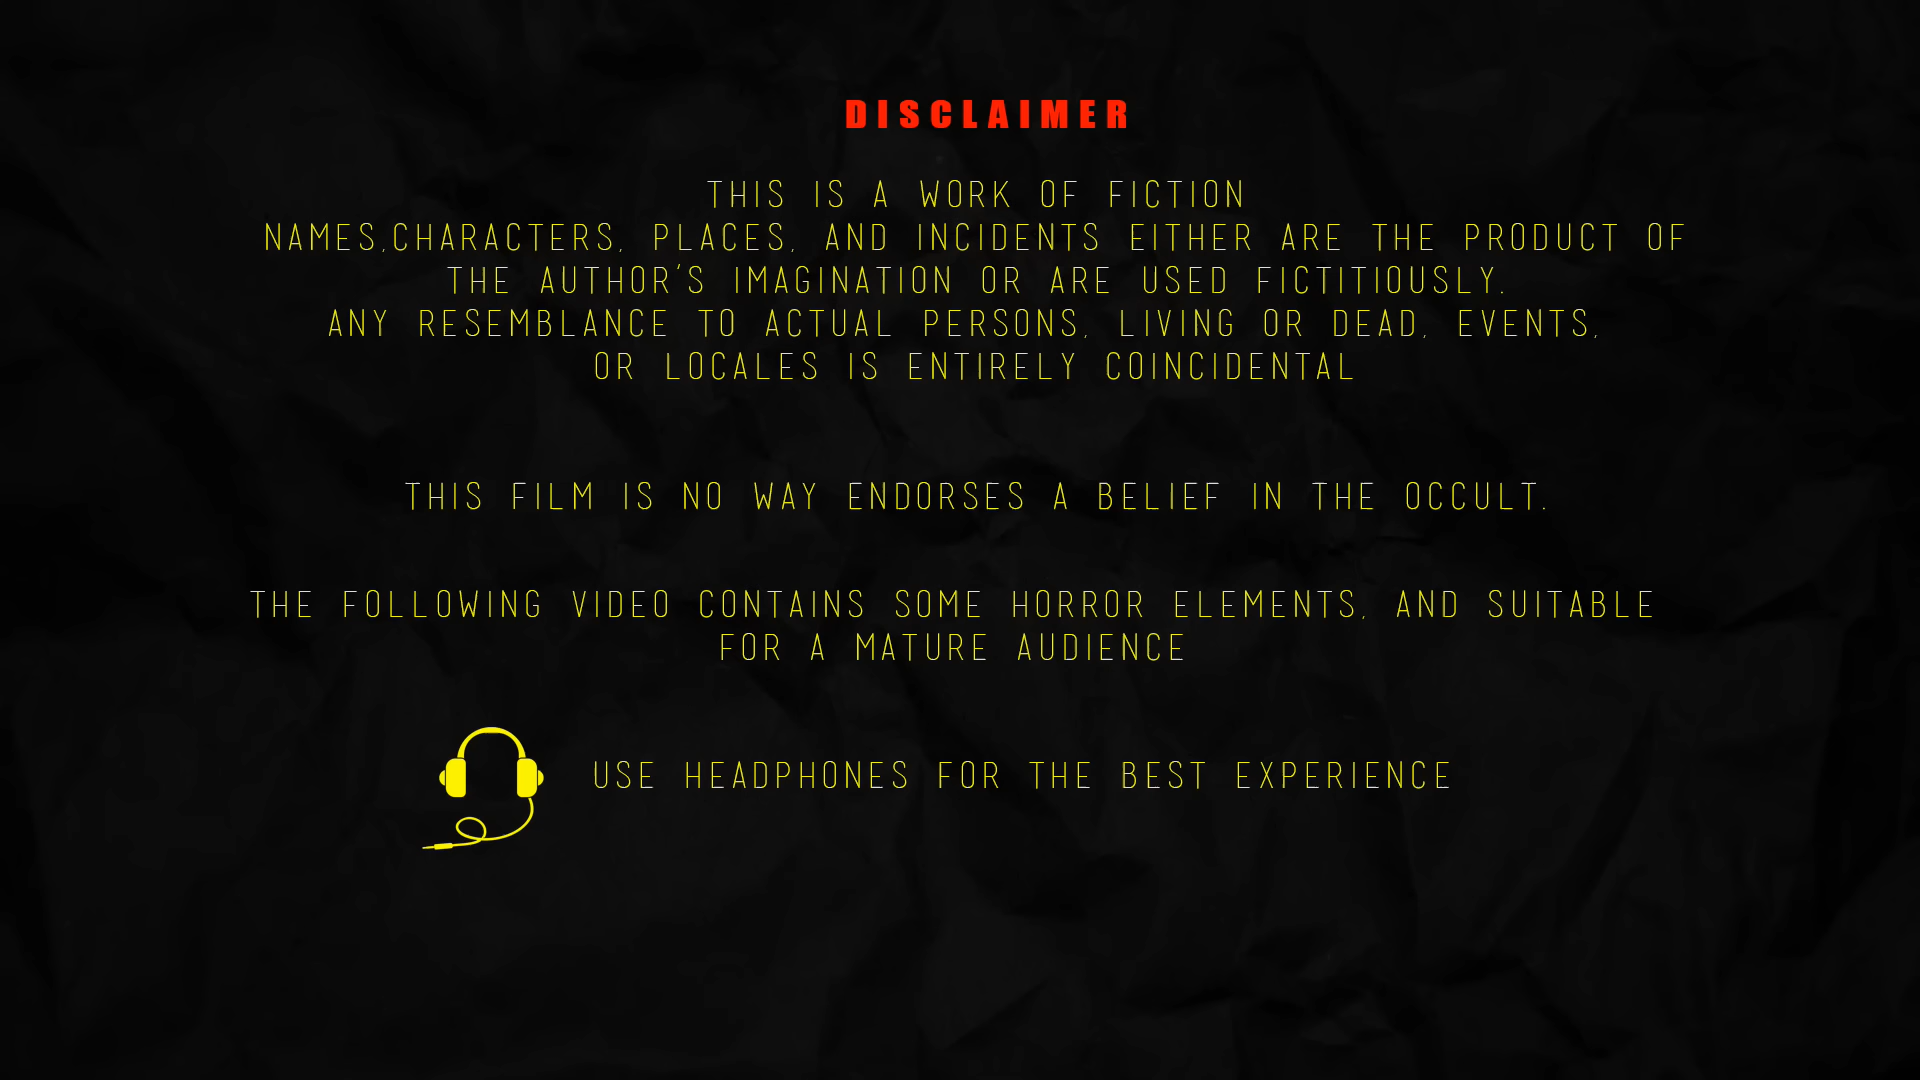 DISCLAIMER
THIS IS A WORK OF FICTION
NAMES,CHARACTERS, PLACES, AND INCIDENTS EITHER ARE THE PRODUCT OF
THE AUTHOR'S IMAGINATION OR ARE USED FICTITIOUSLY.
ANY RESEMBLANCE TO ACTUAL PERSONS, LIVING OR DEAD, EVENTS,
OR LOCALES IS ENTIRELY COINCIDENTAL
THIS FILM IS NO WAY ENDORSES A BELIEF IN THE OCCULT.
THE FOLLOWING VIDEO CONTAINS SOME HORROR ELEMENTS, AND SUITABLE
FOR A MATURE AUDIENCE
USE HEADPHONES FOR THE BEST EXPERIENCE